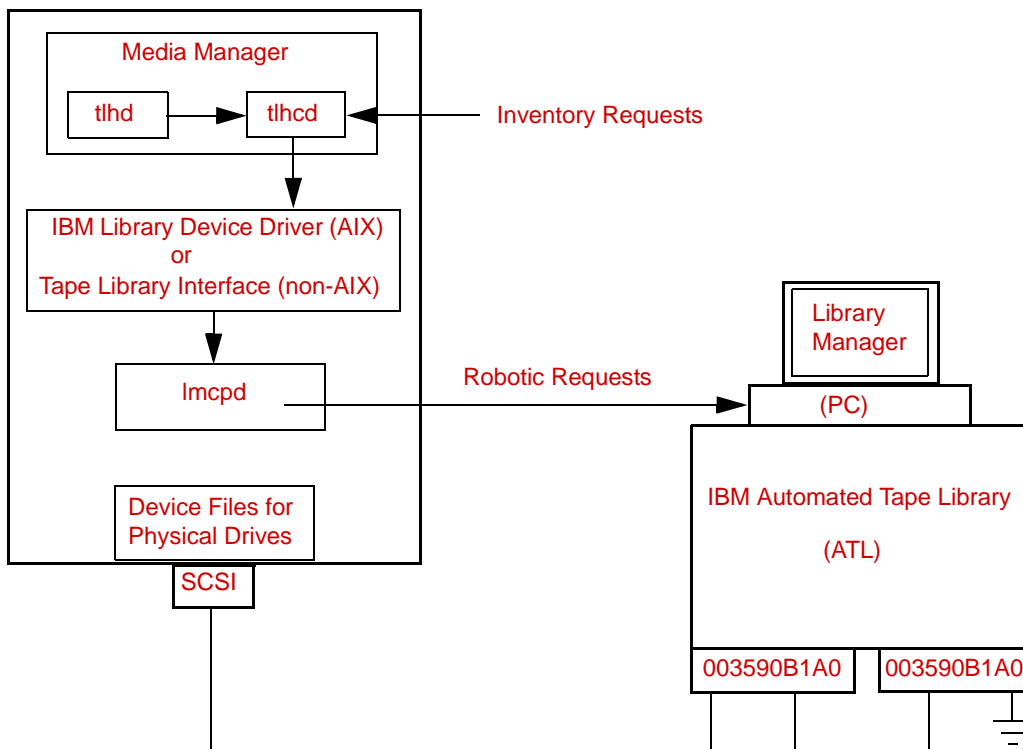 Media Manager
tlhd
tlhcd
Inventory Requests
IBM Library Device Driver (AIX)
or
Tape Library Interface (non-AIX)
lmcpd
Robotic Requests
Library
Manager
(PC)
IBM Automated Tape Library
(ATL)
Device Files for
Physical Drives
SCSI
003590B1A0
003590B1A0